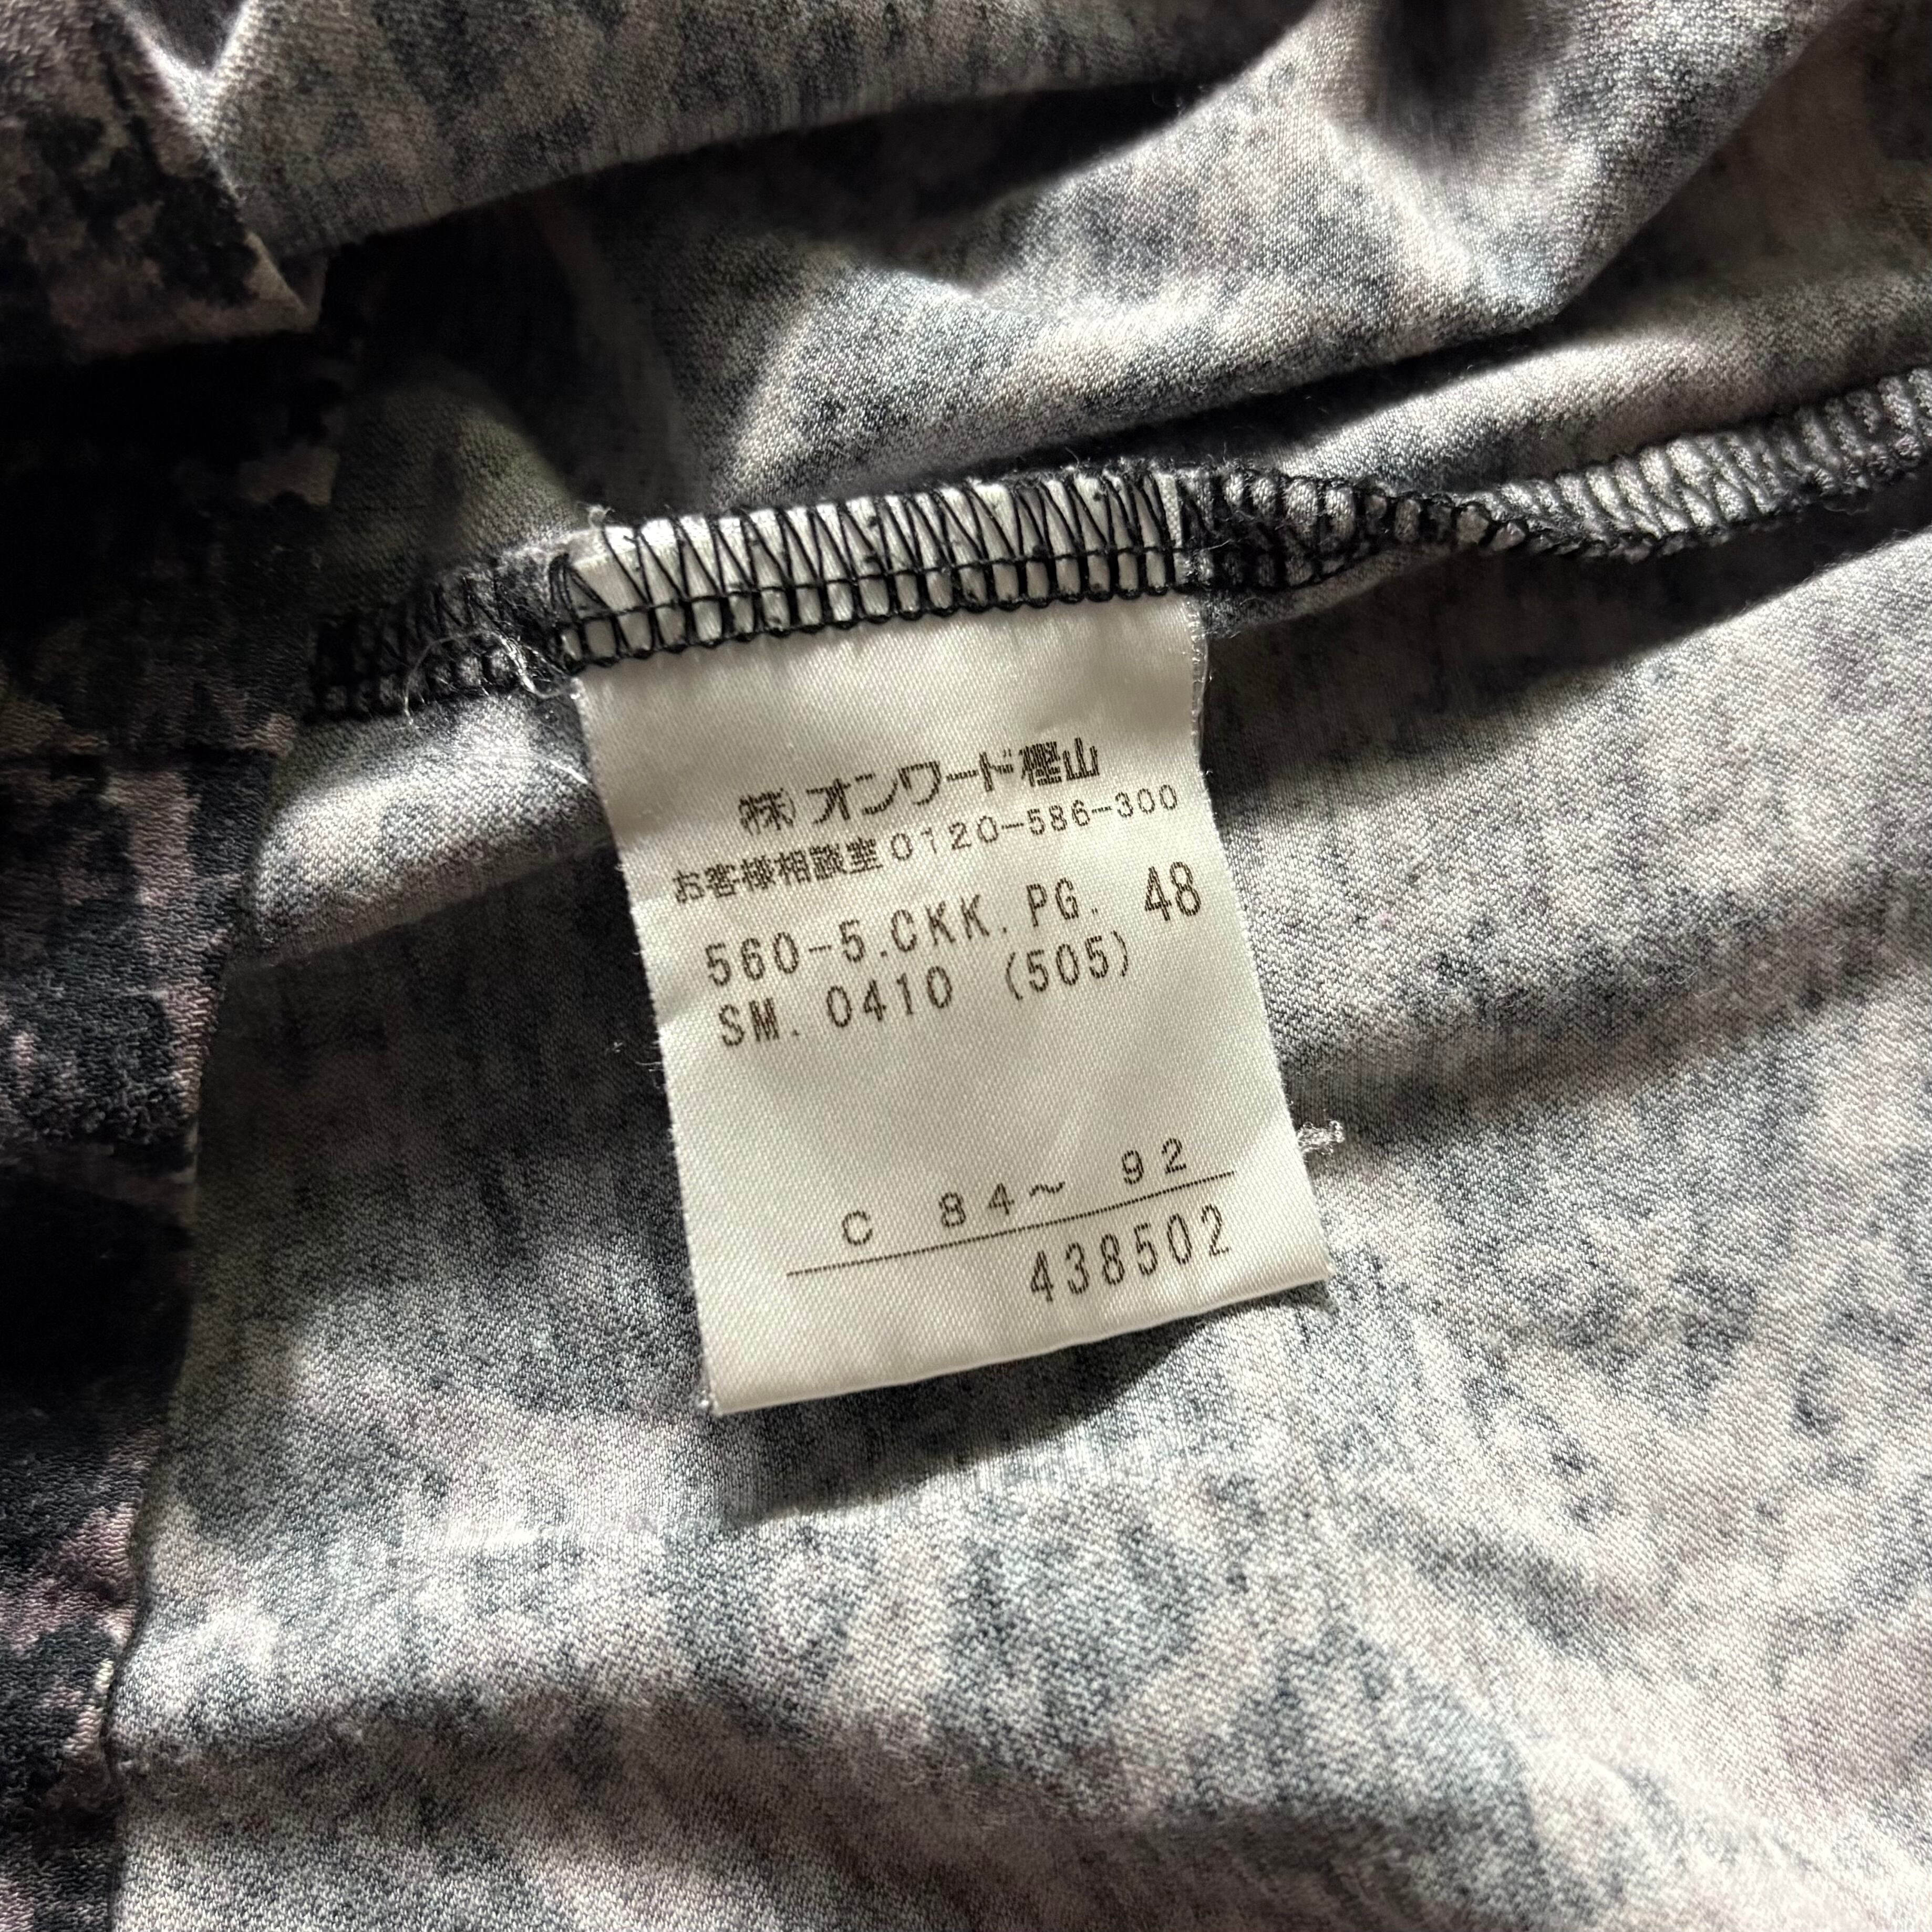 ㈱オンワード樫山
お客様相談室0120-586-300
560-5.CKK.PG. 48
SM.0410 (505)
C 84～ 92
438502